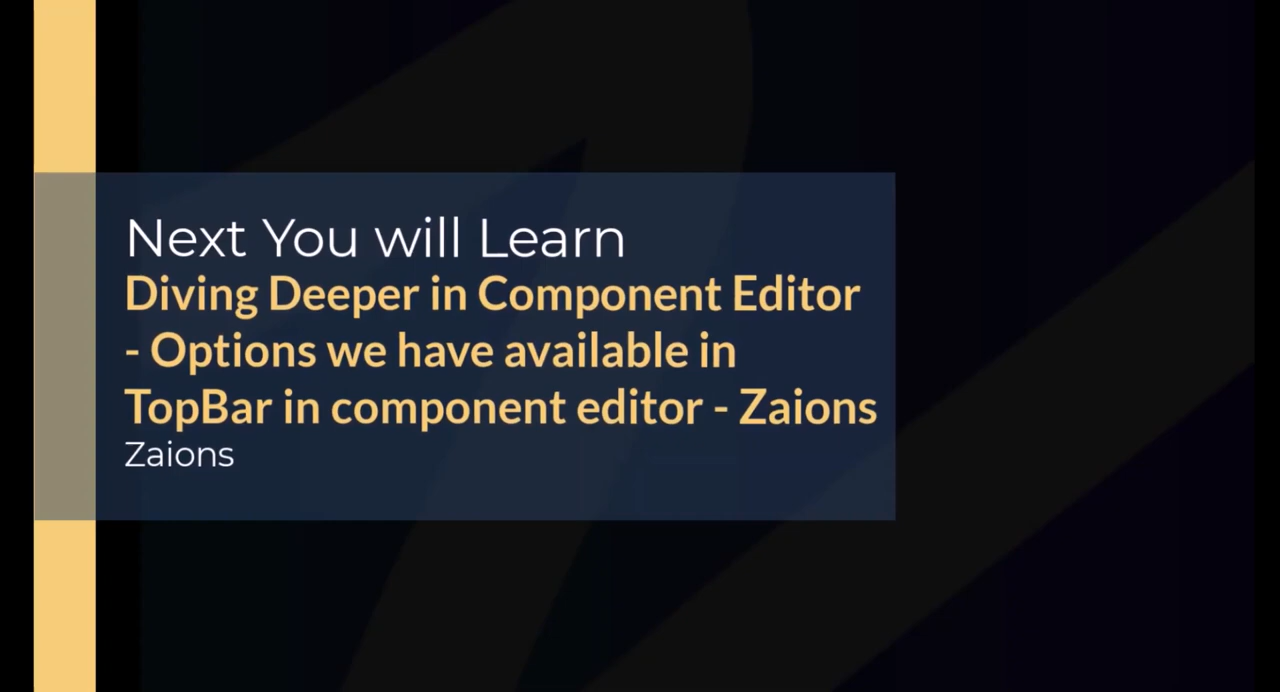 Next You will Learn
Diving Deeper in Component Editor
- Options we have available in
TopBar in component editor - Zaions
Zaions